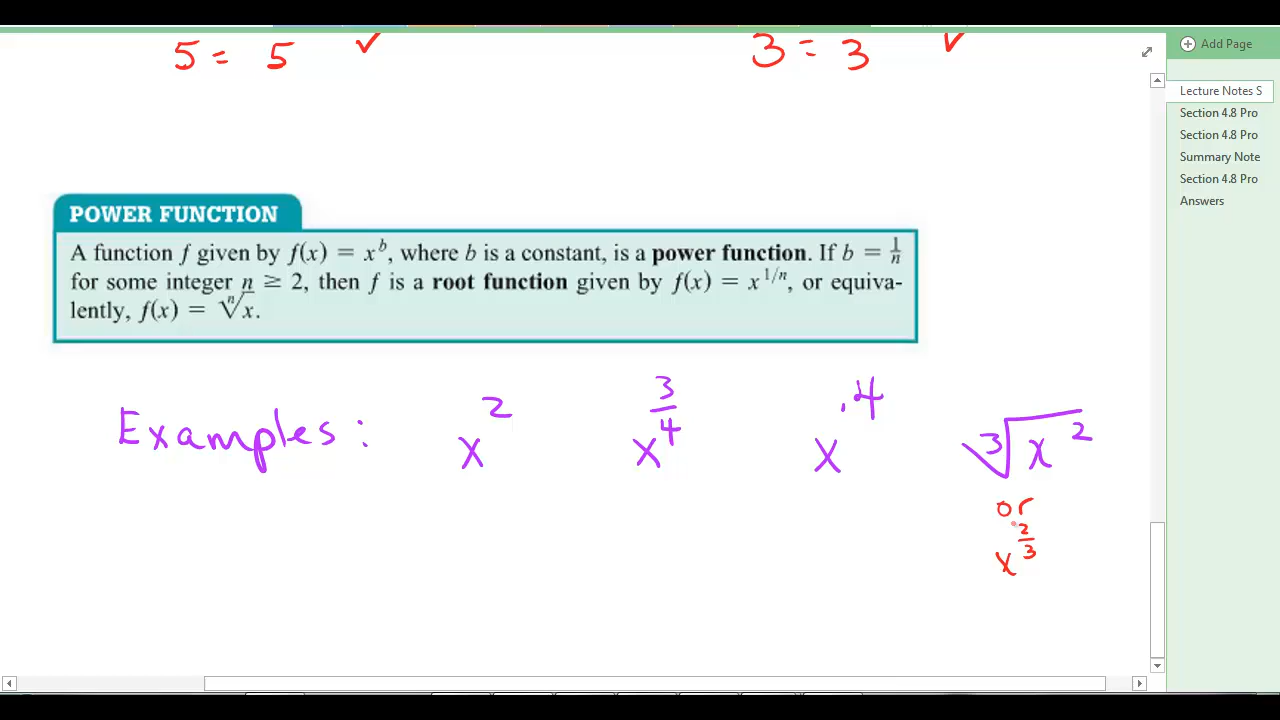 5 = 5 ✓ 3 = 3 ✓
Add Page
Lecture Notes S
Section 4.8 Pro
Section 4.8 Pro
Summary Note
Section 4.8 Pro
Answers
POWER FUNCTION
A function f given by f(x) = x^b, where b is a constant, is a power function. If b = 1/n
for some integer n ≥ 2, then f is a root function given by f(x) = x^{1/n}, or equiva-
lently, f(x) = ⁿ√x.
Examples: x^2 x^{3/4} x^{.4} ³√x^2
or
x^{2/3}